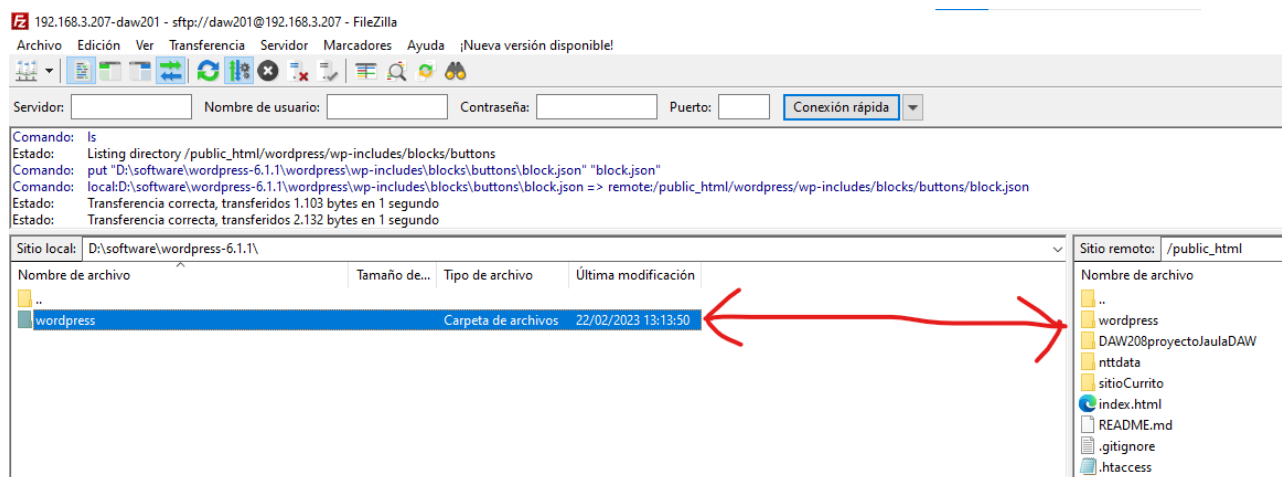 192.168.3.207-daw201 - sftp://daw201@192.168.3.207 - FileZilla
Archivo Edición Ver Transferencia Servidor Marcadores Ayuda ¡Nueva versión disponible!
Servidor: Nombre de usuario: Contraseña: Puerto: Conexión rápida
Comando: ls
Estado: Listing directory /public_html/wordpress/wp-includes/blocks/buttons
Comando: put "D:\software\wordpress-6.1.1\wordpress\wp-includes\blocks\buttons\block.json" "block.json"
Comando: local:D:\software\wordpress-6.1.1\wordpress\wp-includes\blocks\buttons\block.json => remote:/public_html/wordpress/wp-includes/blocks/buttons/block.json
Estado: Transferencia correcta, transferidos 1.103 bytes en 1 segundo
Estado: Transferencia correcta, transferidos 2.132 bytes en 1 segundo
Sitio local: D:\software\wordpress-6.1.1\
Nombre de archivo Tamaño de... Tipo de archivo Última modificación
..
wordpress Carpeta de archivos 22/02/2023 13:13:50
Sitio remoto: /public_html
Nombre de archivo
..
wordpress
DAW208proyectoJaulaDAW
nttdata
sitioCurrito
index.html
README.md
.gitignore
.htaccess